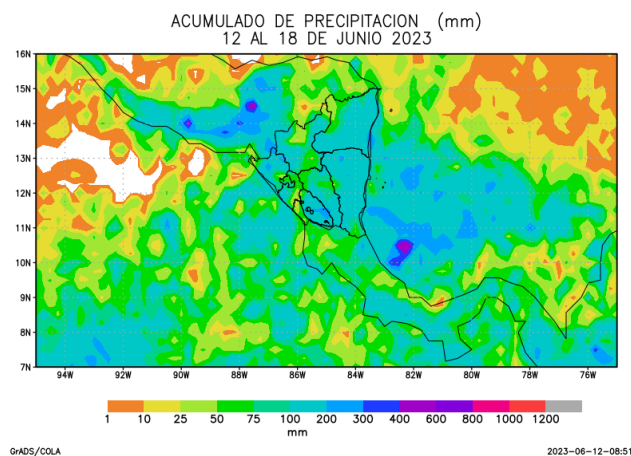 ACUMULADO DE PRECIPITACION (mm)
12 AL 18 DE JUNIO 2023
16N
15N
14N
13N
12N
11N
10N
9N
8N
7N
94W 92W 90W 88W 86W 84W 82W 80W 78W 76W
1 10 25 50 75 100 200 300 400 600 800 1000 1200
mm
GrADS/COLA 2023-06-12-08:51